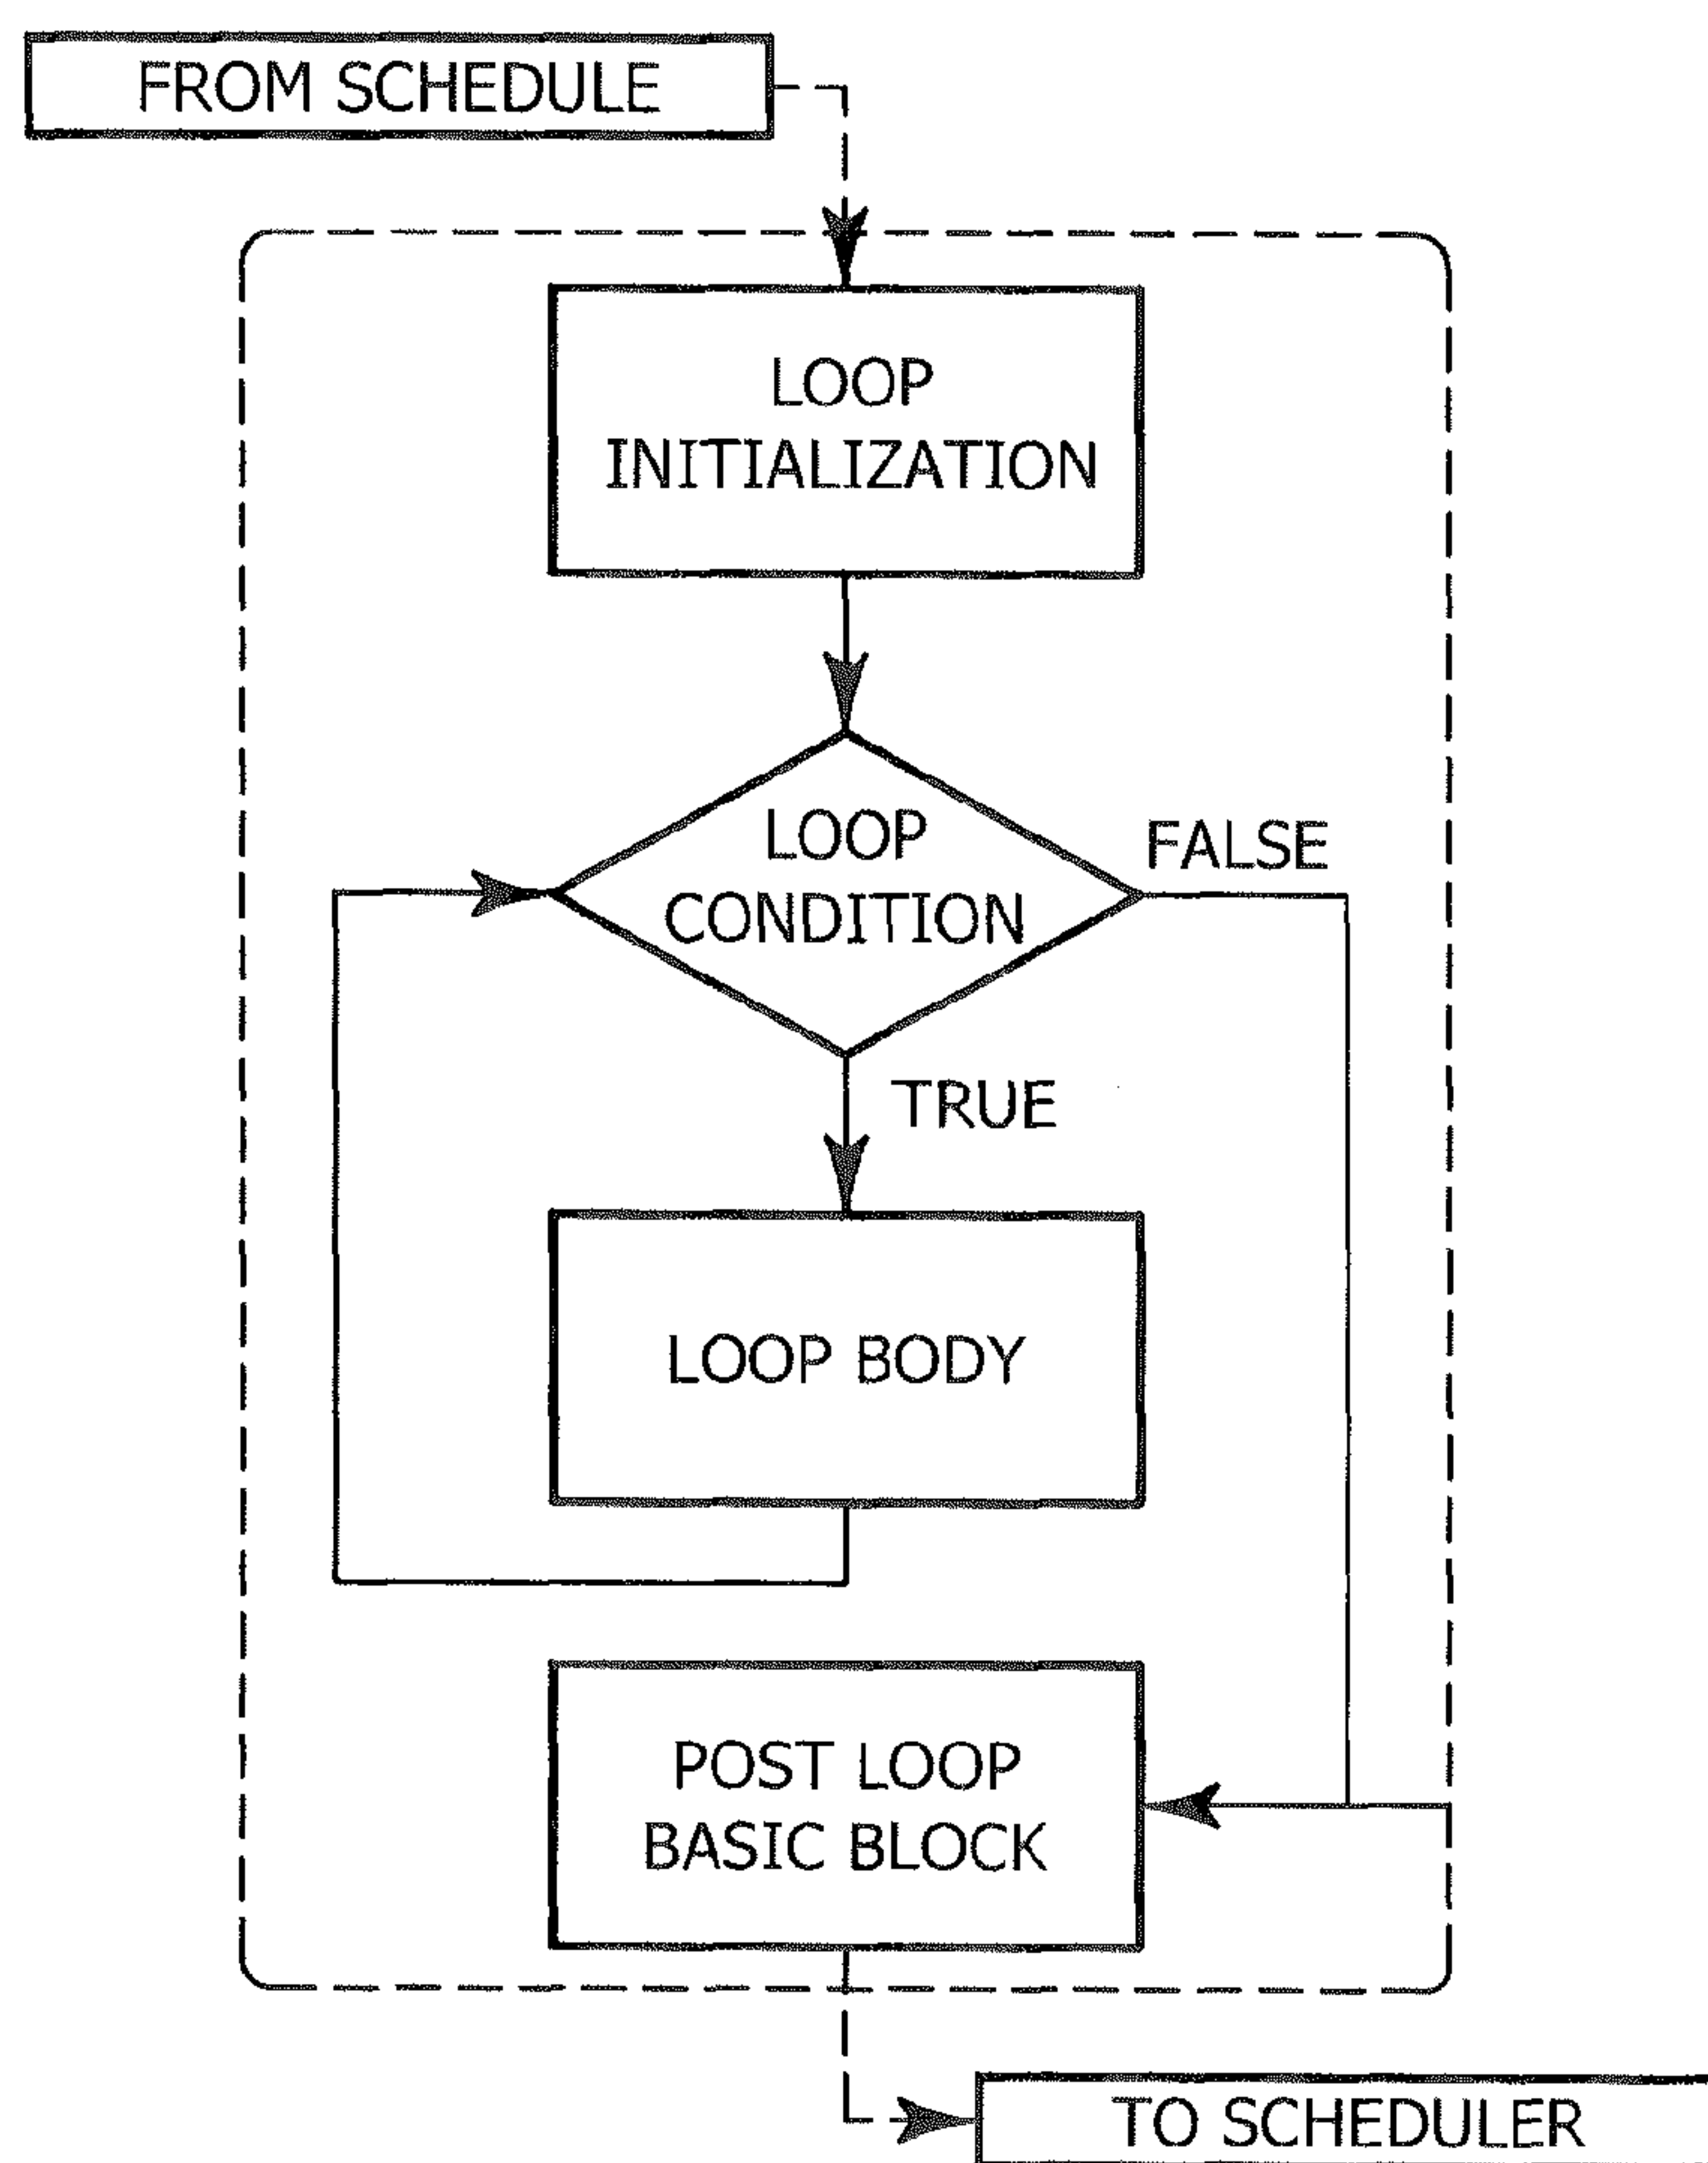 FROM SCHEDULE
LOOP
INITIALIZATION
LOOP
CONDITION
FALSE
TRUE
LOOP BODY
POST LOOP
BASIC BLOCK
TO SCHEDULER